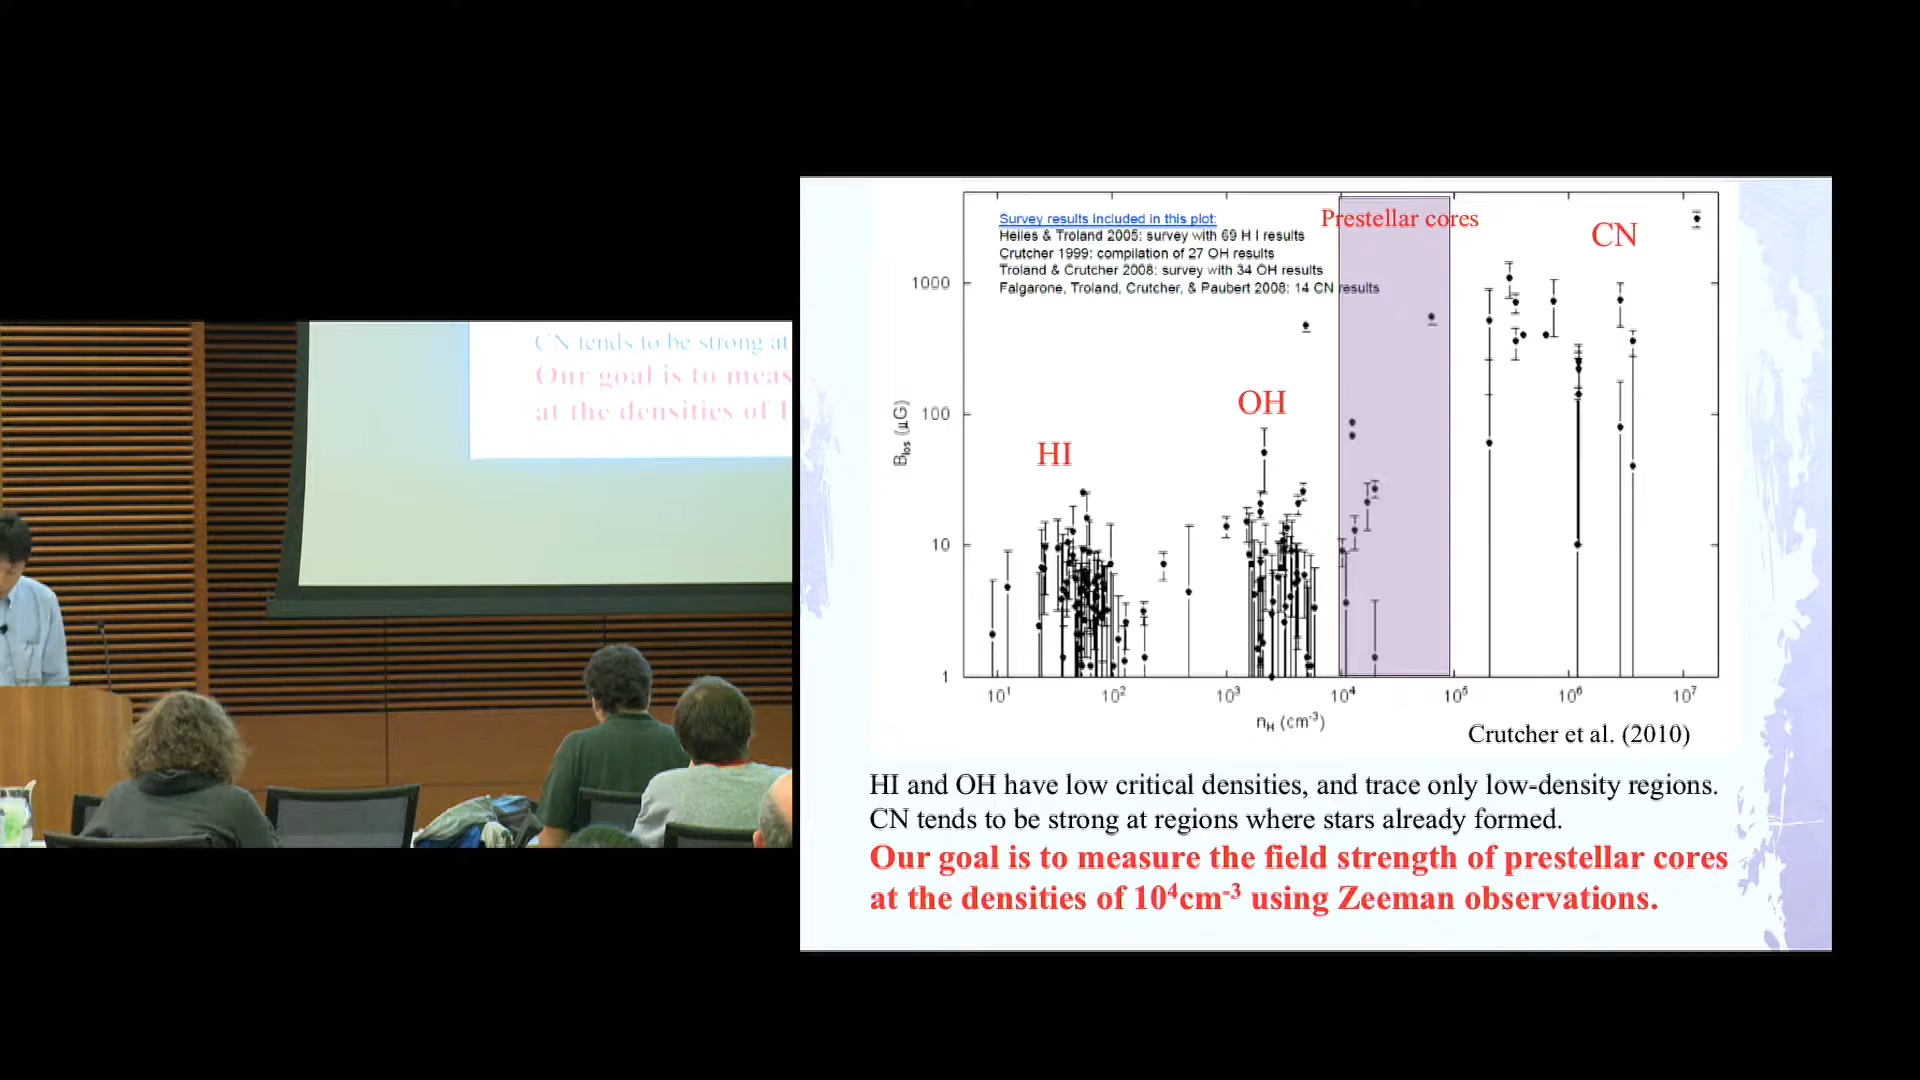 CN tends to be strong at
Our goal is to meas
at the densities of 1
Survey results included in this plot:
Heiles & Troland 2005: survey with 69 H I results
Crutcher 1999: compilation of 27 OH results
Troland & Crutcher 2008: survey with 34 OH results
Falgarone, Troland, Crutcher, & Paubert 2008: 14 CN results
Prestellar cores
CN
OH
HI
1000
100
10
1
B_los (μG)
10¹ 10² 10³ 10⁴ 10⁵ 10⁶ 10⁷
n_H (cm⁻³)
Crutcher et al. (2010)
HI and OH have low critical densities, and trace only low-density regions.
CN tends to be strong at regions where stars already formed.
Our goal is to measure the field strength of prestellar cores
at the densities of 10⁴cm⁻³ using Zeeman observations.